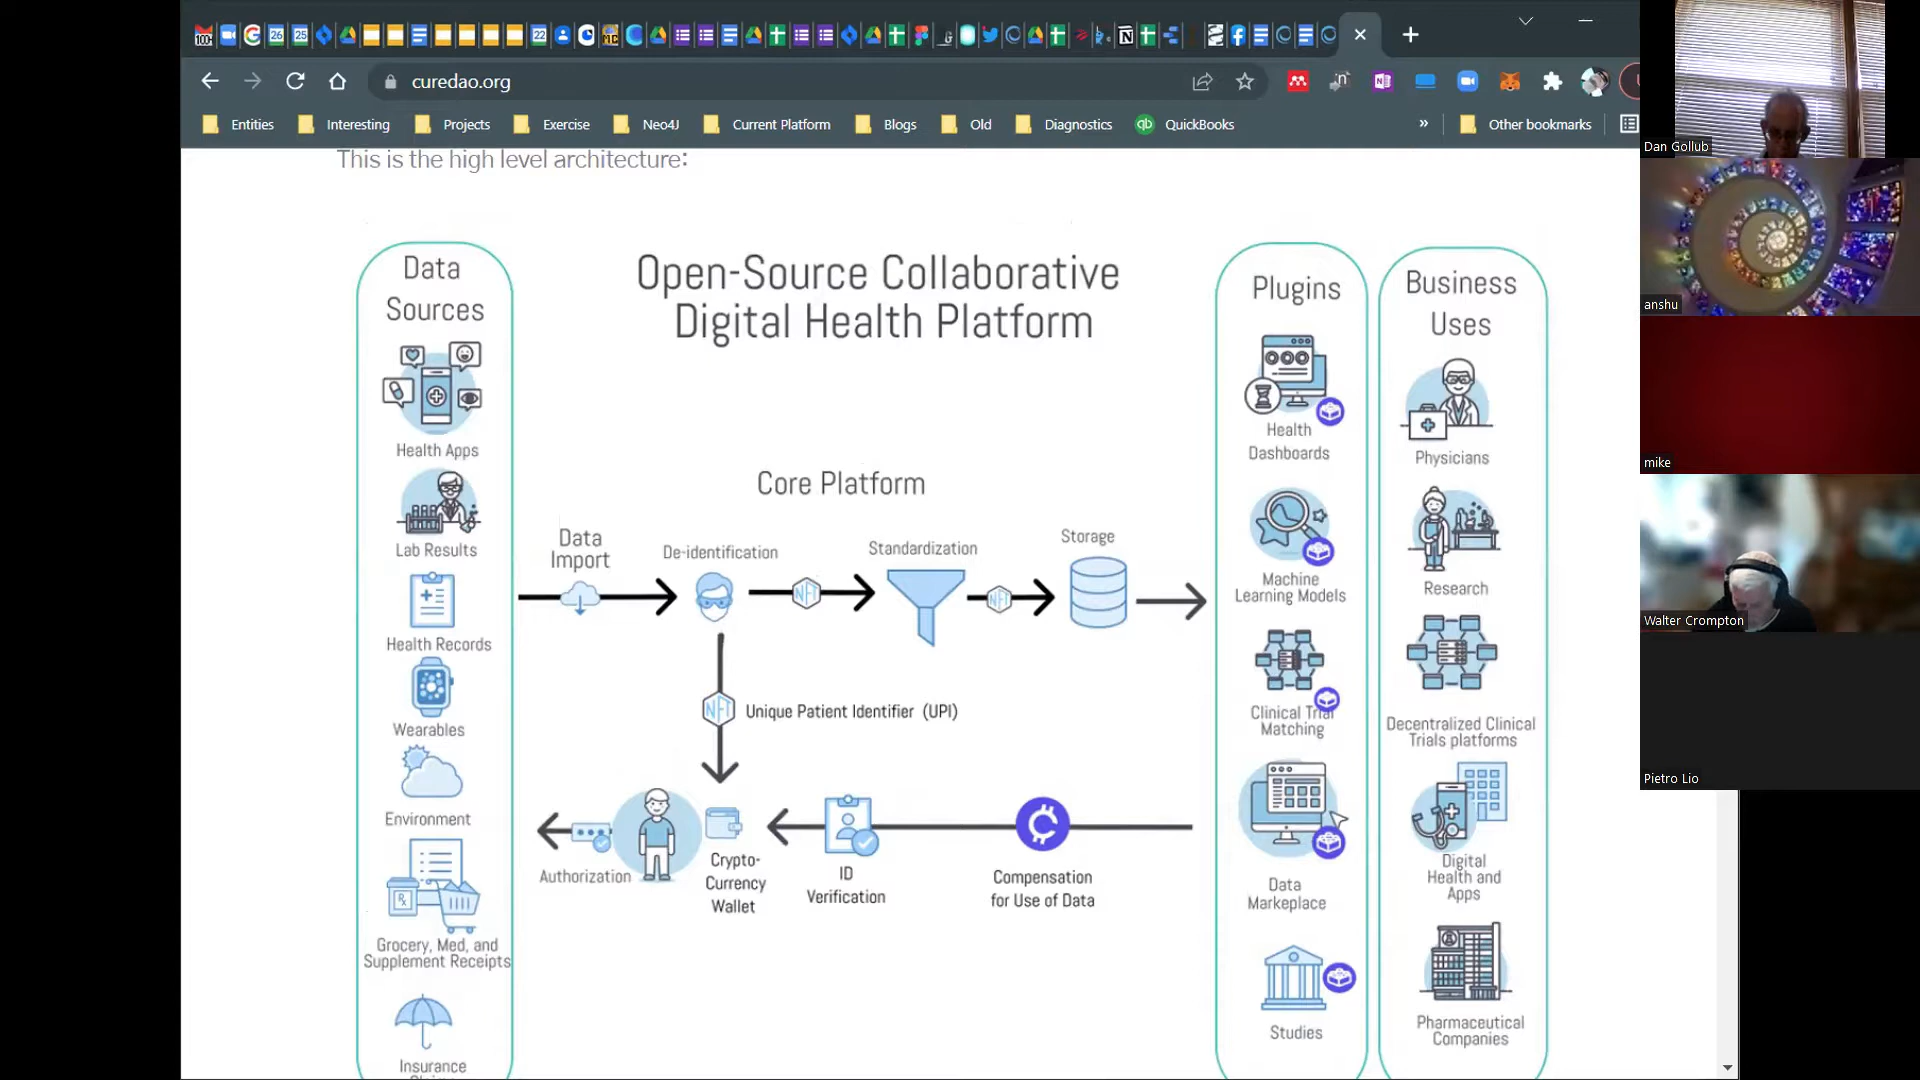 curedao.org
Entities
Interesting
Projects
Exercise
Neo4J
Current Platform
Blogs
Old
Diagnostics
qb
QuickBooks
»
Other bookmarks
This is the high level architecture:
Open-Source Collaborative
Digital Health Platform
Data
Sources
Health Apps
Lab Results
Health Records
Wearables
Environment
Grocery, Med, and
Supplement Receipts
Insurance
Core Platform
Data
Import
De-identification
NFT
Standardization
NFT
Storage
NFT
Unique Patient Identifier (UPI)
Authorization
Crypto-
Currency
Wallet
ID
Verification
Compensation
for Use of Data
Plugins
Health
Dashboards
Machine
Learning Models
Clinical Trial
Matching
Data
Markeplace
Studies
Business
Uses
Physicians
Research
Decentralized Clinical
Trials platforms
Digital
Health and
Apps
Pharmaceutical
Companies
Dan Gollub
anshu
mike
Walter Crompton
Pietro Lio